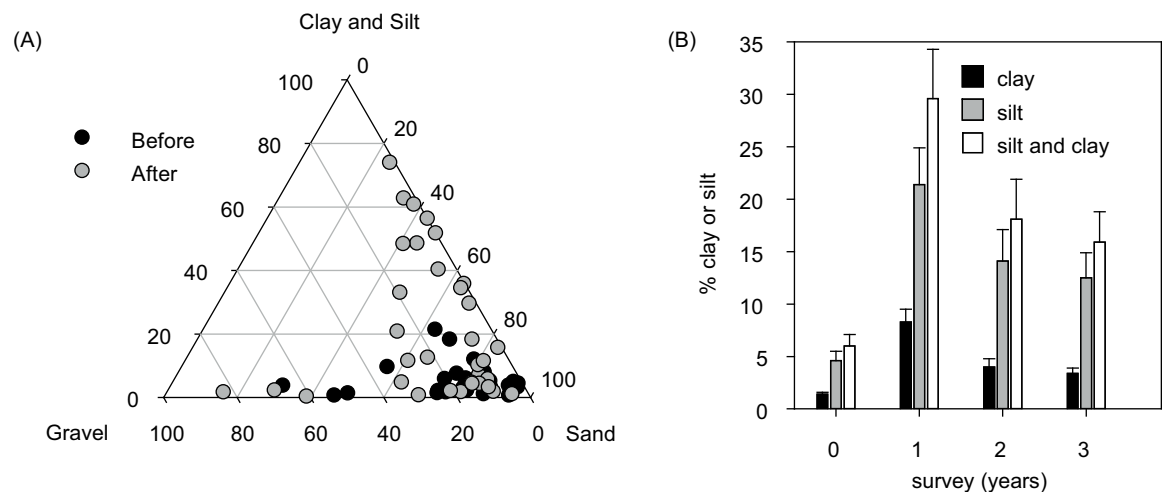 (A)
Clay and Silt
Before
After
100
80
60
40
20
0
0
20
40
60
80
100
Gravel
100
80
60
40
20
0
Sand
(B)
% clay or silt
35
30
25
20
15
10
5
0
clay
silt
silt and clay
0
1
2
3
survey (years)